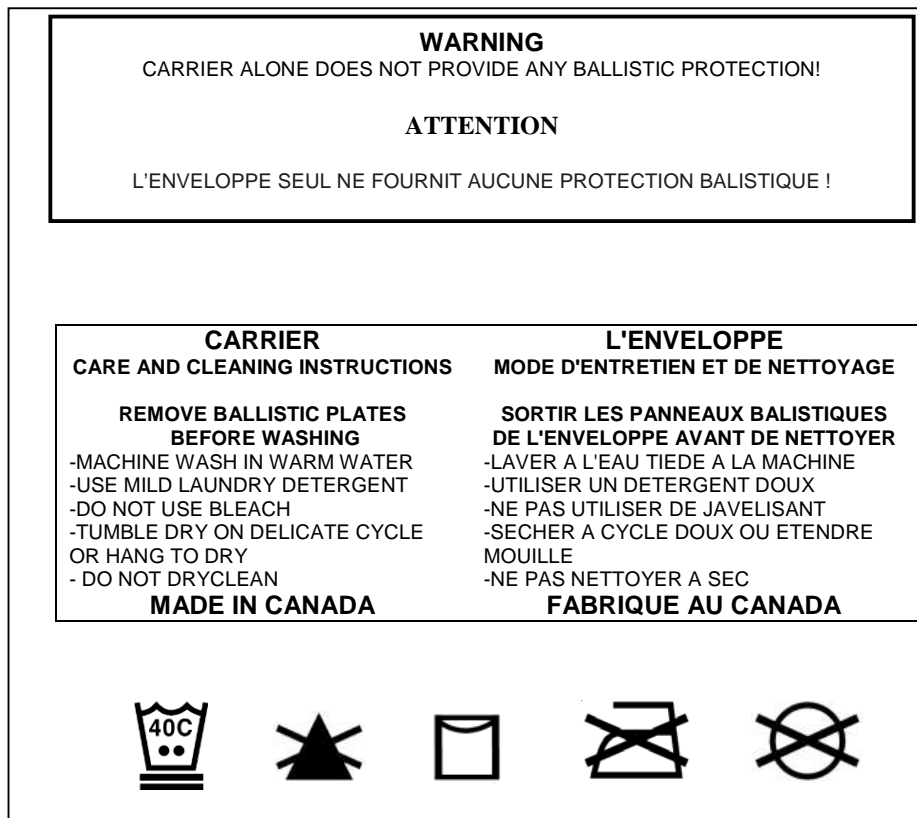 WARNING
CARRIER ALONE DOES NOT PROVIDE ANY BALLISTIC PROTECTION!
ATTENTION
L'ENVELOPPE SEUL NE FOURNIT AUCUNE PROTECTION BALISTIQUE !
CARRIER
CARE AND CLEANING INSTRUCTIONS
REMOVE BALLISTIC PLATES
BEFORE WASHING
-MACHINE WASH IN WARM WATER
-USE MILD LAUNDRY DETERGENT
-DO NOT USE BLEACH
-TUMBLE DRY ON DELICATE CYCLE
OR HANG TO DRY
- DO NOT DRYCLEAN
MADE IN CANADA
L'ENVELOPPE
MODE D'ENTRETIEN ET DE NETTOYAGE
SORTIR LES PANNEAUX BALISTIQUES
DE L'ENVELOPPE AVANT DE NETTOYER
-LAVER A L'EAU TIEDE A LA MACHINE
-UTILISER UN DETERGENT DOUX
-NE PAS UTILISER DE JAVELISANT
-SECHER A CYCLE DOUX OU ETENDRE
MOUILLE
-NE PAS NETTOYER A SEC
FABRIQUE AU CANADA
40C